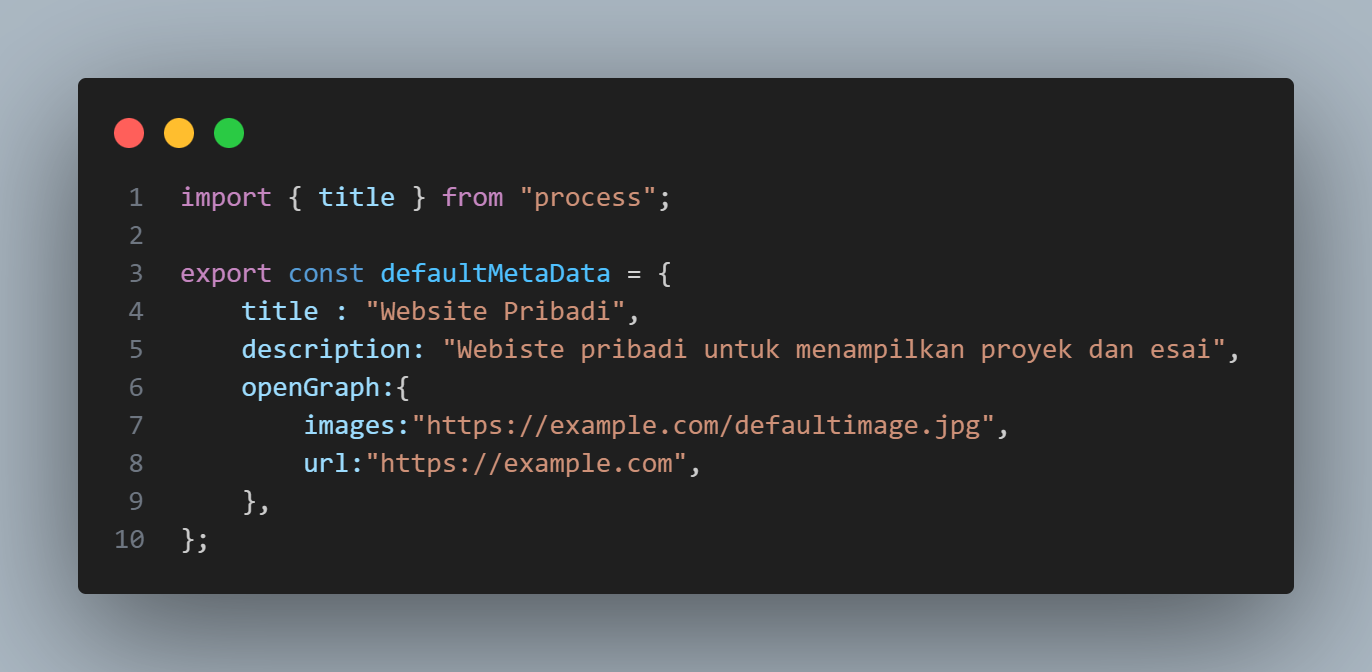 1 import { title } from "process";
2
3 export const defaultMetaData = {
4     title : "Website Pribadi",
5     description: "Webiste pribadi untuk menampilkan proyek dan esai",
6     openGraph:{
7         images:"https://example.com/defaultimage.jpg",
8         url:"https://example.com",
9     },
10 };